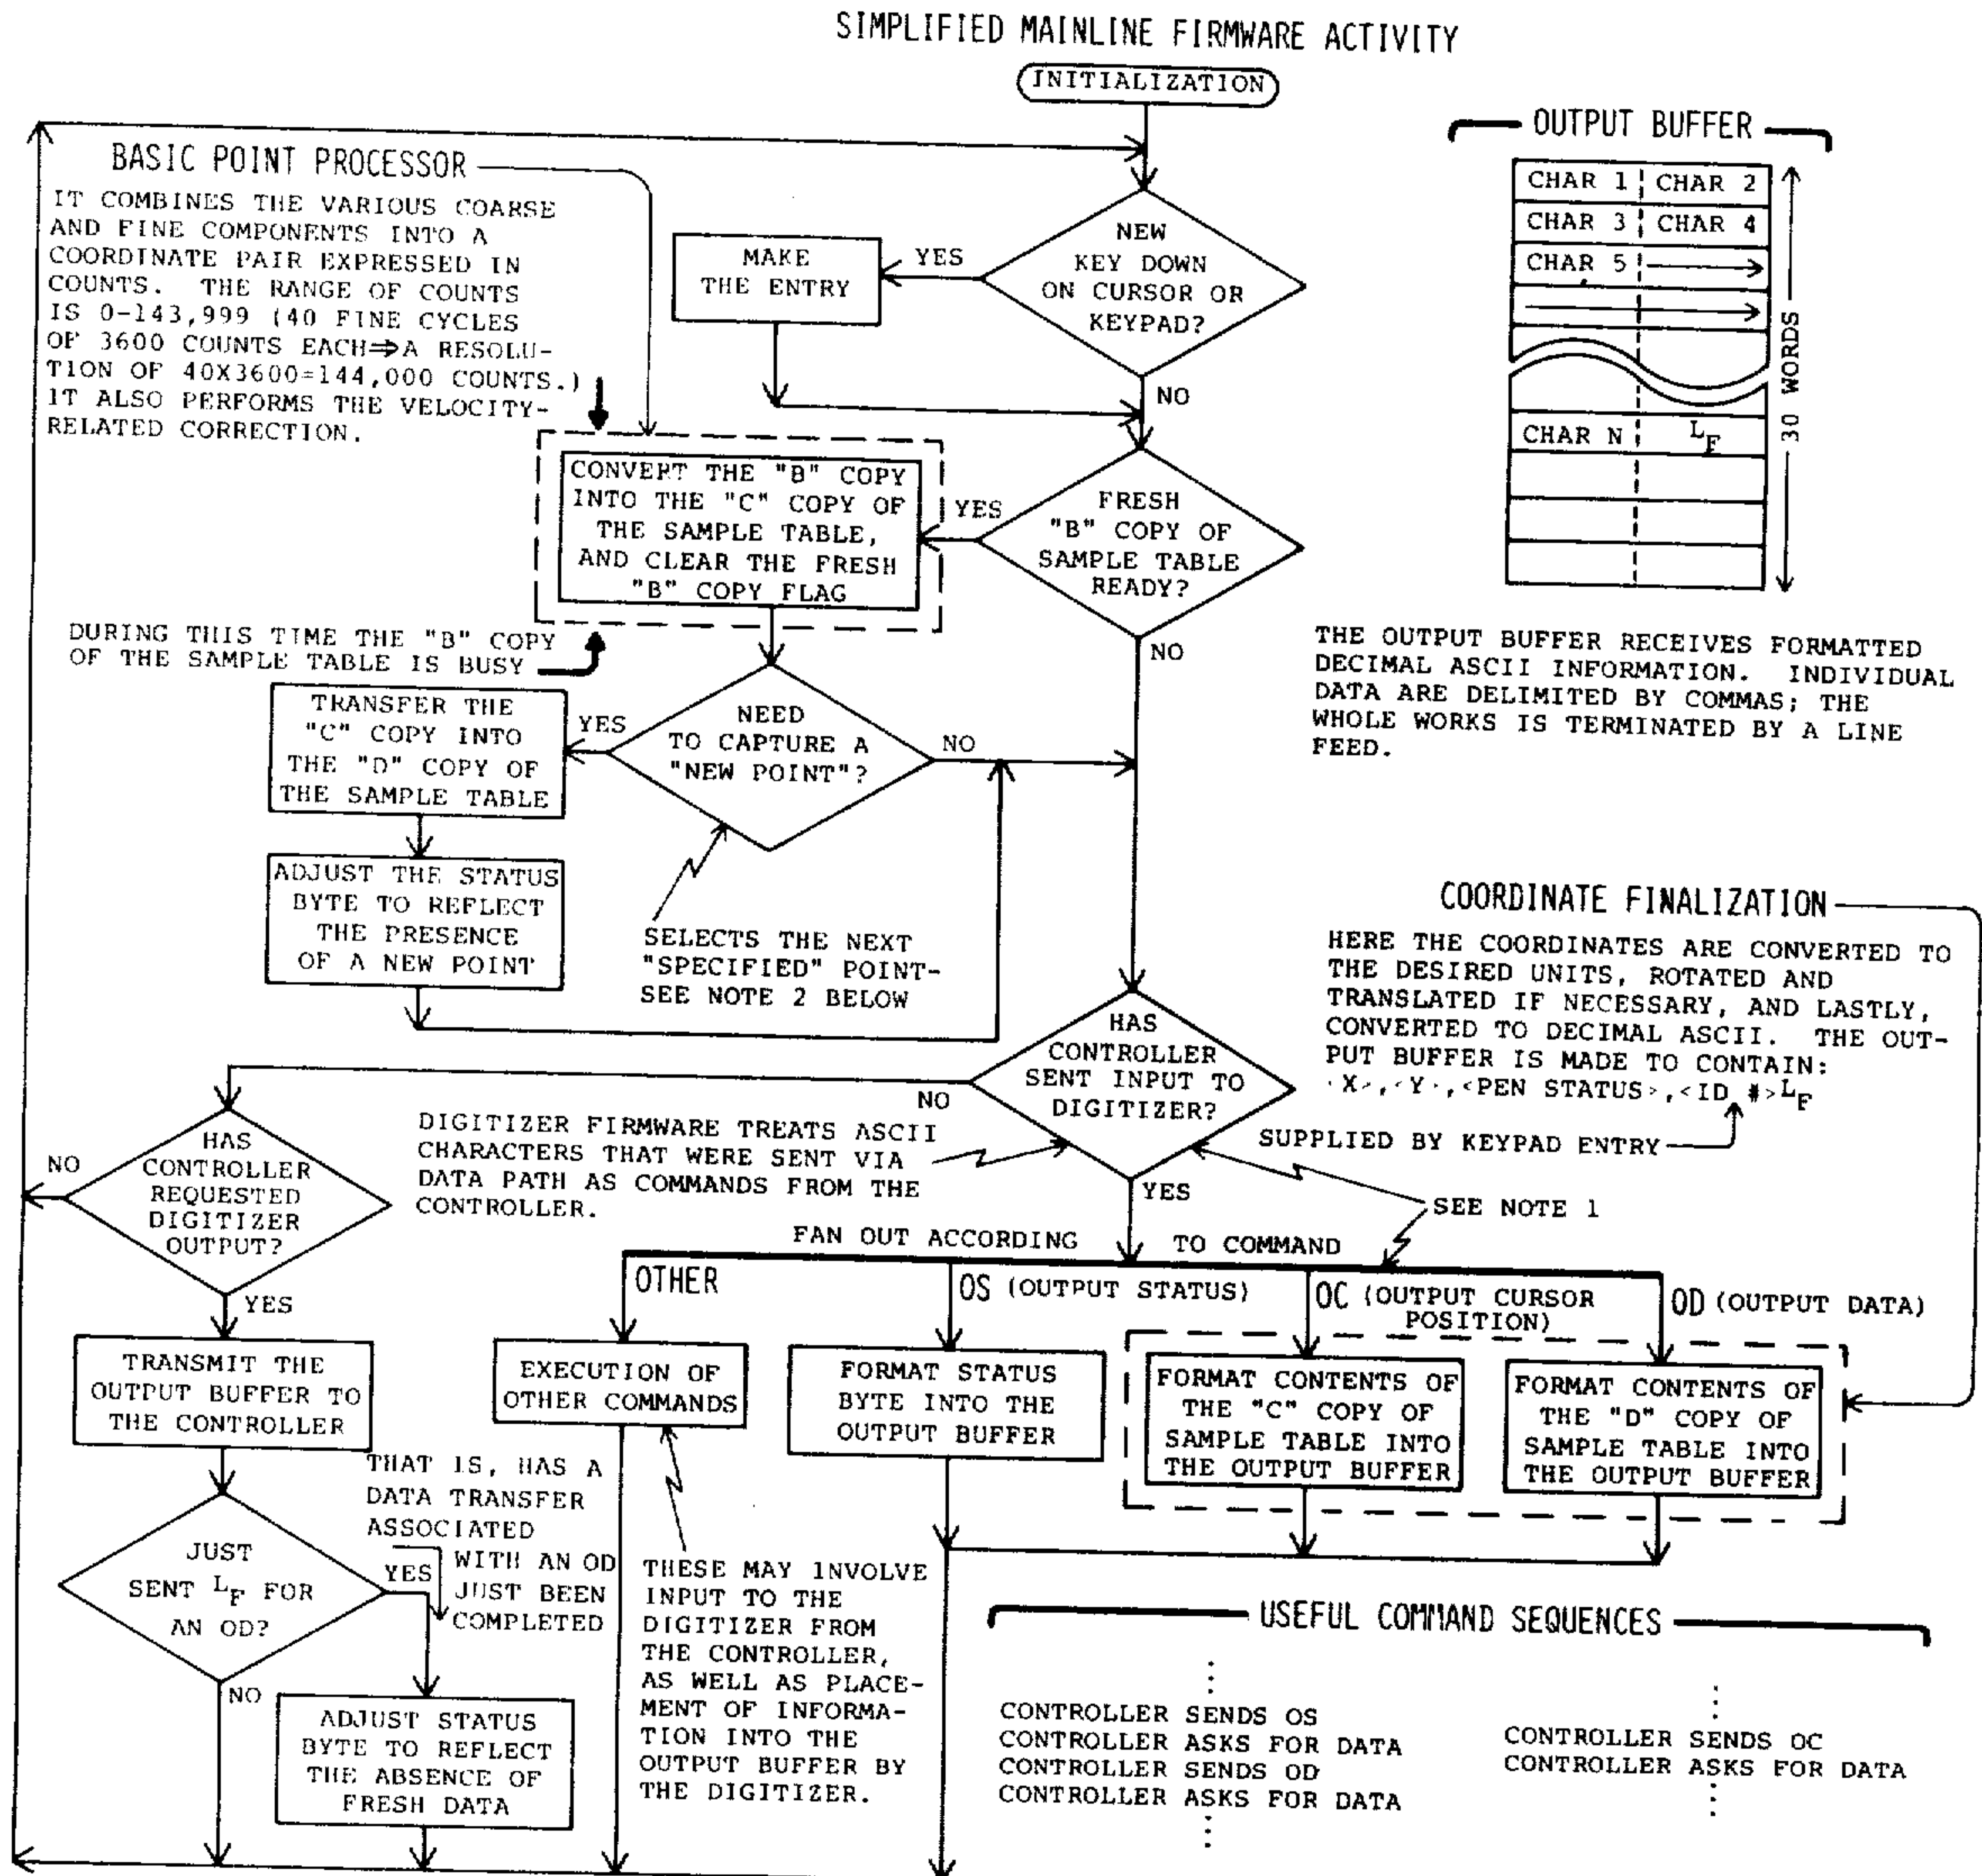 SIMPLIFIED MAINLINE FIRMWARE ACTIVITY
INITIALIZATION
BASIC POINT PROCESSOR
IT COMBINES THE VARIOUS COARSE
AND FINE COMPONENTS INTO A
COORDINATE PAIR EXPRESSED IN
COUNTS. THE RANGE OF COUNTS
IS 0-143,999 (40 FINE CYCLES
OF 3600 COUNTS EACH⇒A RESOLU-
TION OF 40X3600=144,000 COUNTS.)
IT ALSO PERFORMS THE VELOCITY-
RELATED CORRECTION.
MAKE
THE ENTRY
YES
NEW
KEY DOWN
ON CURSOR OR
KEYPAD?
NO
OUTPUT BUFFER
CHAR 1 CHAR 2
CHAR 3 CHAR 4
CHAR 5
CHAR N LF
30 WORDS
CONVERT THE "B" COPY
INTO THE "C" COPY OF
THE SAMPLE TABLE,
AND CLEAR THE FRESH
"B" COPY FLAG
YES
FRESH
"B" COPY OF
SAMPLE TABLE
READY?
NO
DURING THIS TIME THE "B" COPY
OF THE SAMPLE TABLE IS BUSY
THE OUTPUT BUFFER RECEIVES FORMATTED
DECIMAL ASCII INFORMATION. INDIVIDUAL
DATA ARE DELIMITED BY COMMAS; THE
WHOLE WORKS IS TERMINATED BY A LINE
FEED.
TRANSFER THE
"C" COPY INTO
THE "D" COPY OF
THE SAMPLE TABLE
YES
NEED
TO CAPTURE A
"NEW POINT"?
NO
ADJUST THE STATUS
BYTE TO REFLECT
THE PRESENCE
OF A NEW POINT
SELECTS THE NEXT
"SPECIFIED" POINT-
SEE NOTE 2 BELOW
COORDINATE FINALIZATION
HERE THE COORDINATES ARE CONVERTED TO
THE DESIRED UNITS, ROTATED AND
TRANSLATED IF NECESSARY, AND LASTLY,
CONVERTED TO DECIMAL ASCII. THE OUT-
PUT BUFFER IS MADE TO CONTAIN:
<X>,<Y>,<PEN STATUS>,<ID #>LF
SUPPLIED BY KEYPAD ENTRY
HAS
CONTROLLER
SENT INPUT TO
DIGITIZER?
NO
YES
DIGITIZER FIRMWARE TREATS ASCII
CHARACTERS THAT WERE SENT VIA
DATA PATH AS COMMANDS FROM THE
CONTROLLER.
SEE NOTE 1
NO
HAS
CONTROLLER
REQUESTED
DIGITIZER
OUTPUT?
YES
FAN OUT ACCORDING TO COMMAND
OTHER
OS (OUTPUT STATUS)
OC (OUTPUT CURSOR
POSITION)
OD (OUTPUT DATA)
TRANSMIT THE
OUTPUT BUFFER TO
THE CONTROLLER
EXECUTION OF
OTHER COMMANDS
FORMAT STATUS
BYTE INTO THE
OUTPUT BUFFER
FORMAT CONTENTS OF
THE "C" COPY OF
SAMPLE TABLE INTO
THE OUTPUT BUFFER
FORMAT CONTENTS OF
THE "D" COPY OF
SAMPLE TABLE INTO
THE OUTPUT BUFFER
THAT IS, HAS A
DATA TRANSFER
ASSOCIATED
WITH AN OD
JUST BEEN
COMPLETED
JUST
SENT LF FOR
AN OD?
YES
NO
THESE MAY INVOLVE
INPUT TO THE
DIGITIZER FROM
THE CONTROLLER,
AS WELL AS PLACE-
MENT OF INFORMA-
TION INTO THE
OUTPUT BUFFER BY
THE DIGITIZER.
ADJUST STATUS
BYTE TO REFLECT
THE ABSENCE OF
FRESH DATA
USEFUL COMMAND SEQUENCES
CONTROLLER SENDS OS
CONTROLLER ASKS FOR DATA
CONTROLLER SENDS OD
CONTROLLER ASKS FOR DATA
CONTROLLER SENDS OC
CONTROLLER ASKS FOR DATA